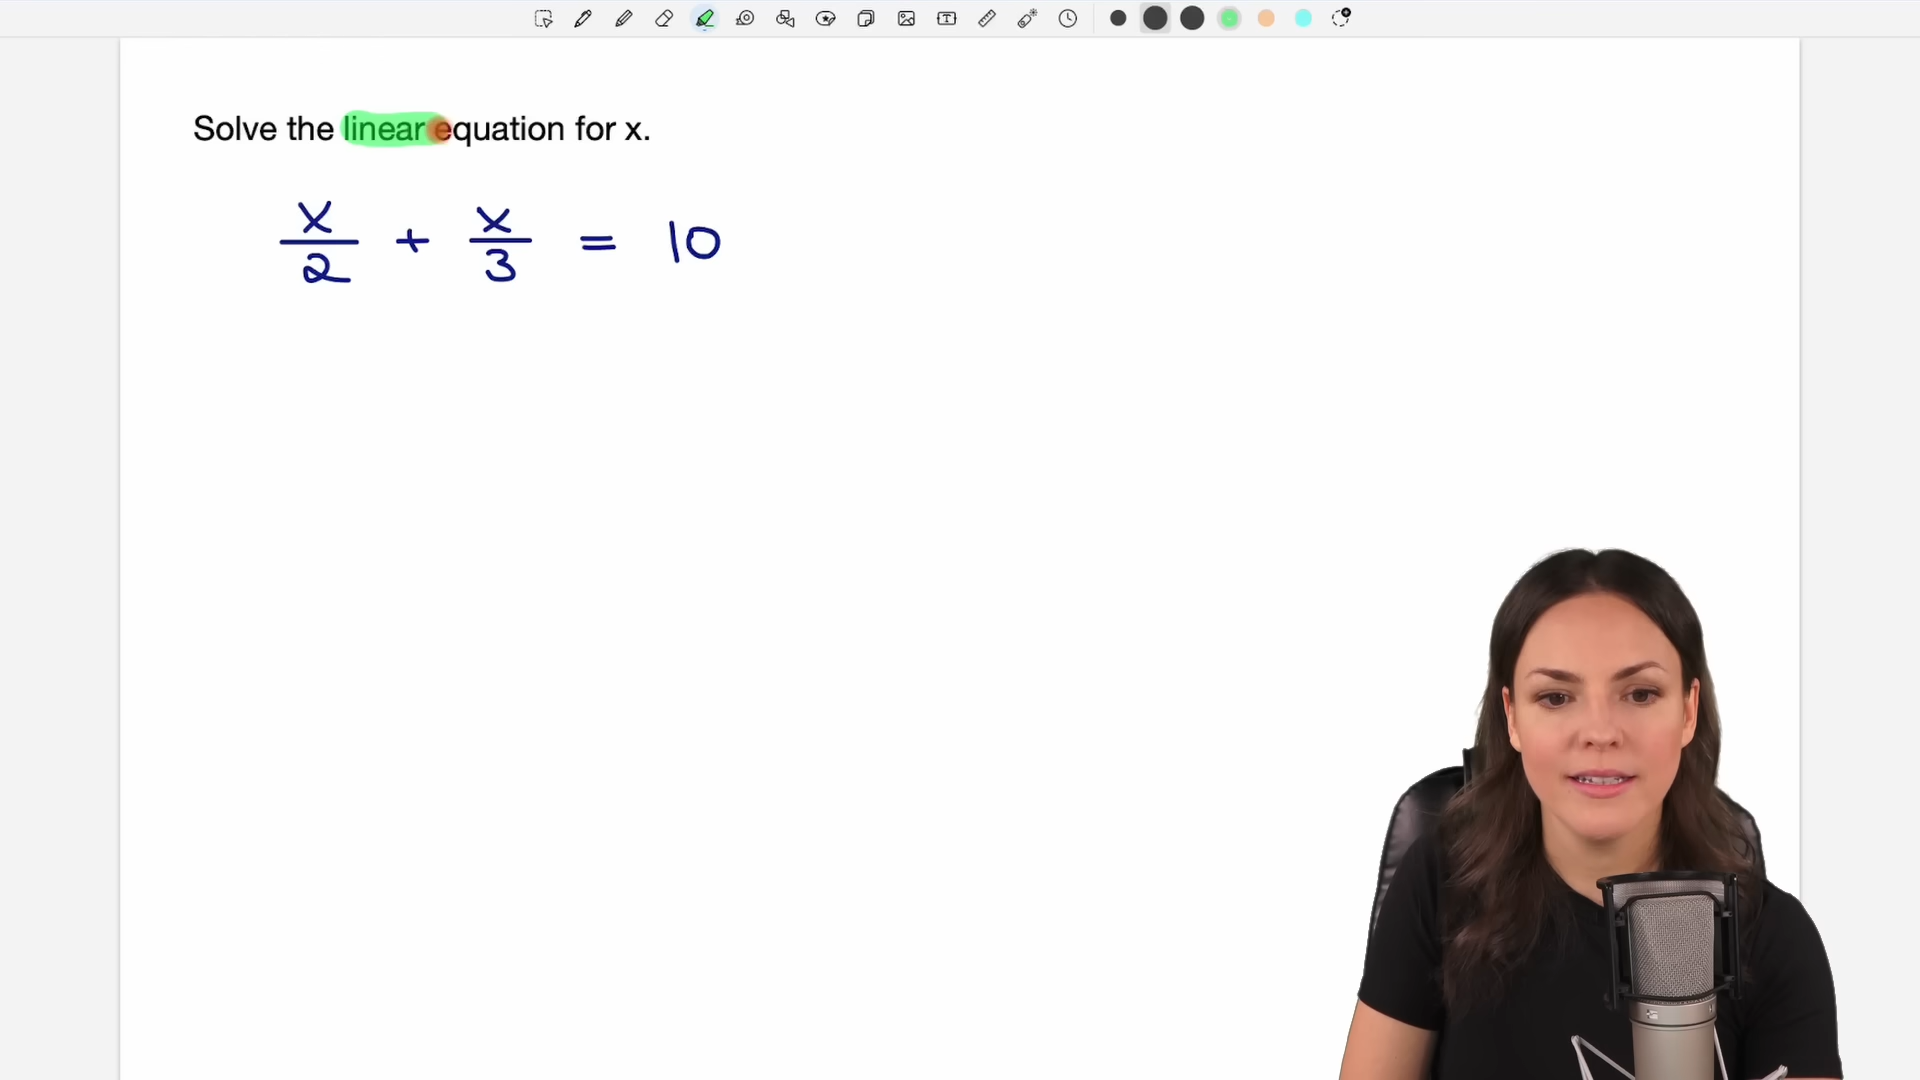 Solve the linear equation for x.
x/2 + x/3 = 10